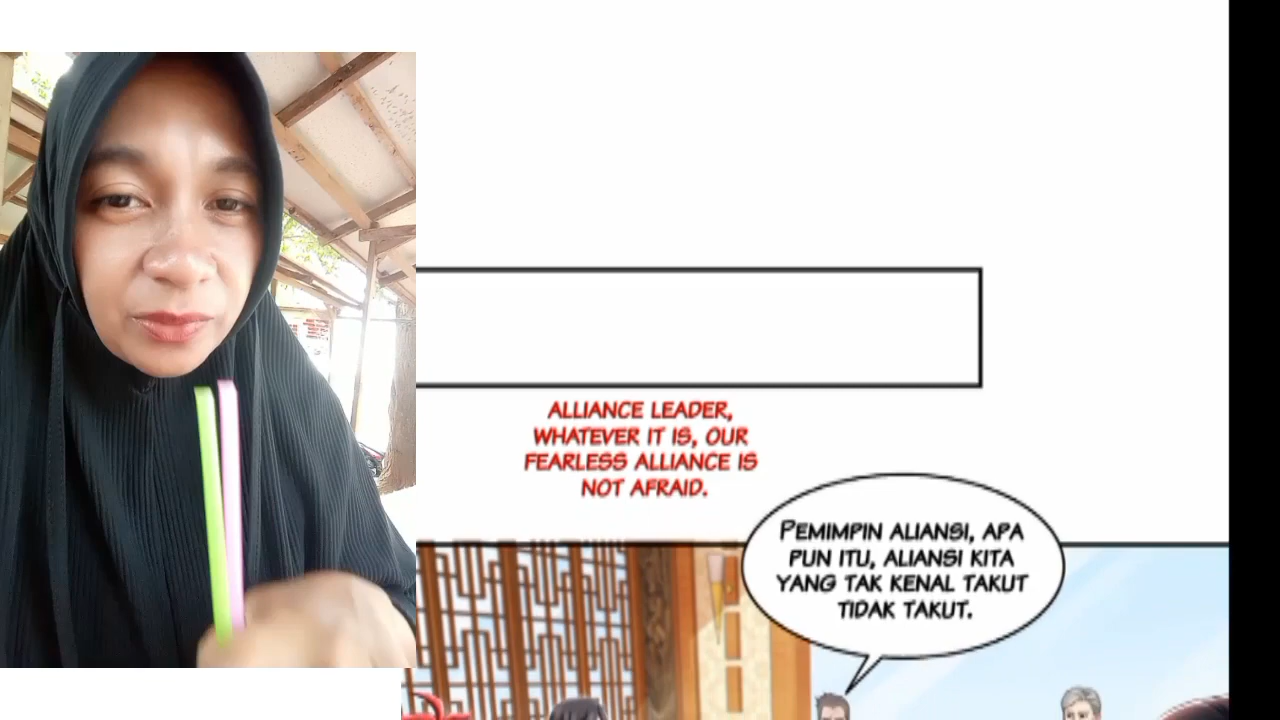 ALLIANCE LEADER,
WHATEVER IT IS, OUR
FEARLESS ALLIANCE IS
NOT AFRAID.
PEMIMPIN ALIANSI, APA
PUN ITU, ALIANSI KITA
YANG TAK KENAL TAKUT
TIDAK TAKUT.